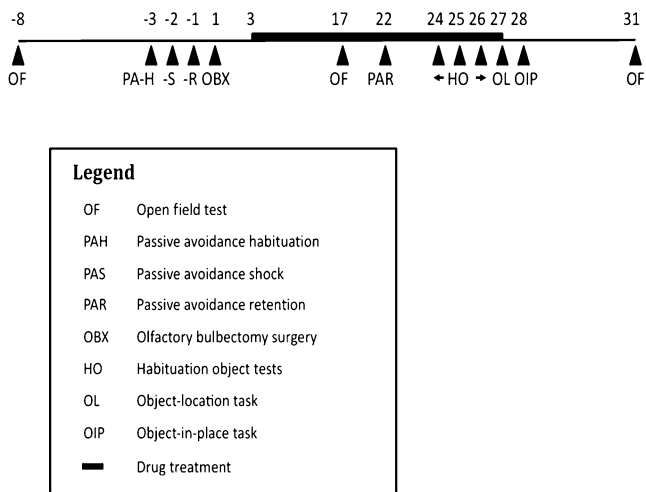 -8 -3 -2 -1 1 3 17 22 24 25 26 27 28 31
OF PA-H -S -R OBX OF PAR HO OL OIP OF
Legend
OF Open field test
PAH Passive avoidance habituation
PAS Passive avoidance shock
PAR Passive avoidance retention
OBX Olfactory bulbectomy surgery
HO Habituation object tests
OL Object-location task
OIP Object-in-place task
Drug treatment